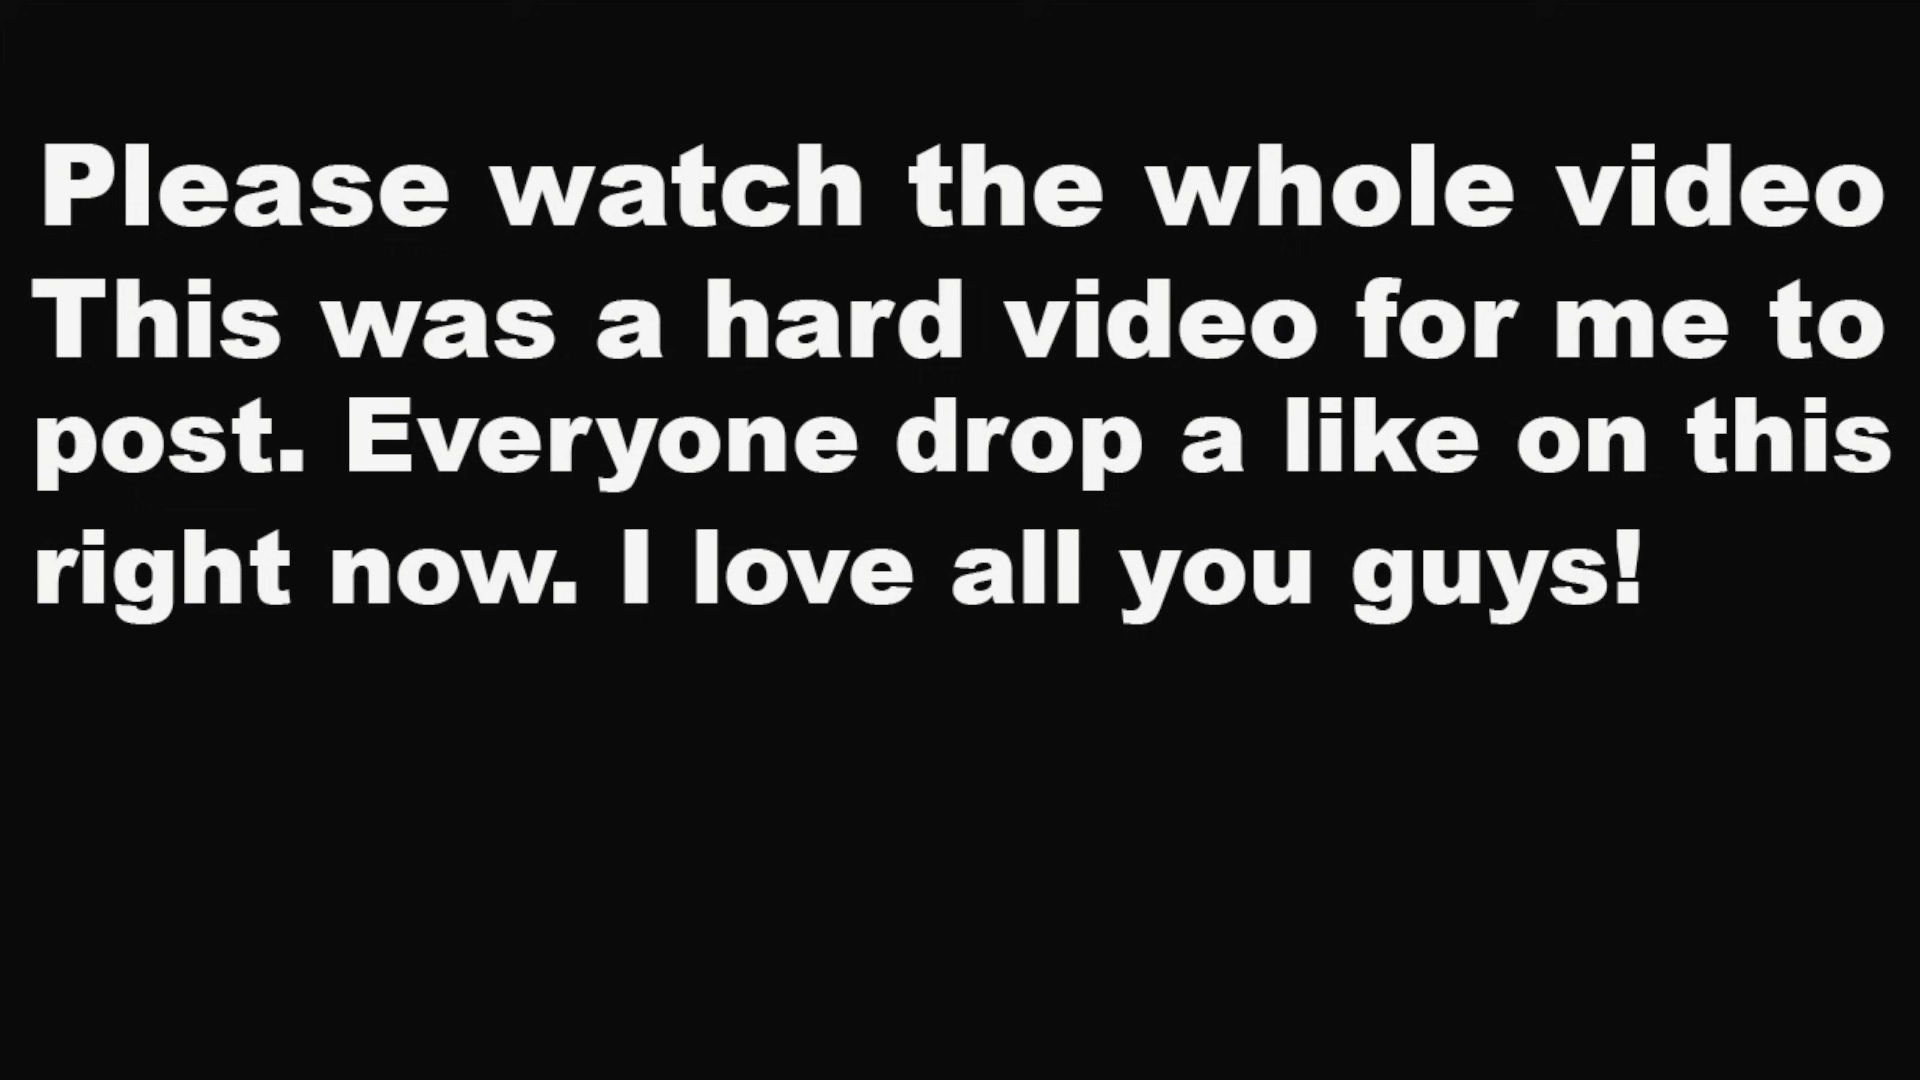 Please watch the whole video
This was a hard video for me to
post. Everyone drop a like on this
right now. I love all you guys!